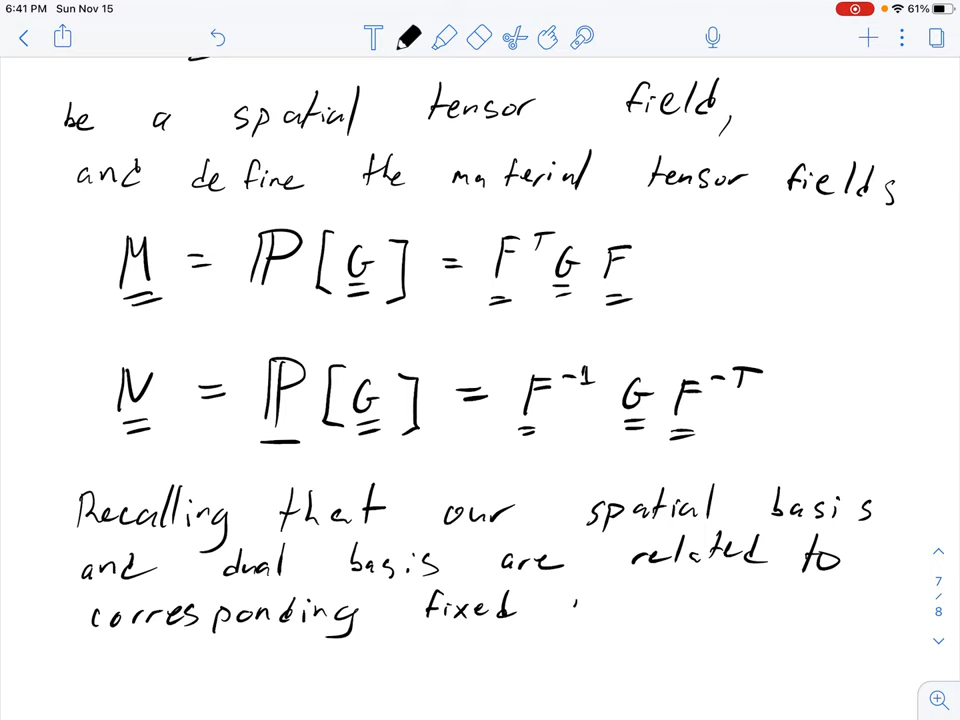 6:41 PM Sun Nov 15
61%
T
be a spatial tensor field,
and define the material tensor fields
M = ℙ[G] = FᵀG F
N = ℙ[G] = F⁻¹ G F⁻ᵀ
Recalling that our spatial basis
and dual basis are related to
corresponding fixed
7
/
8